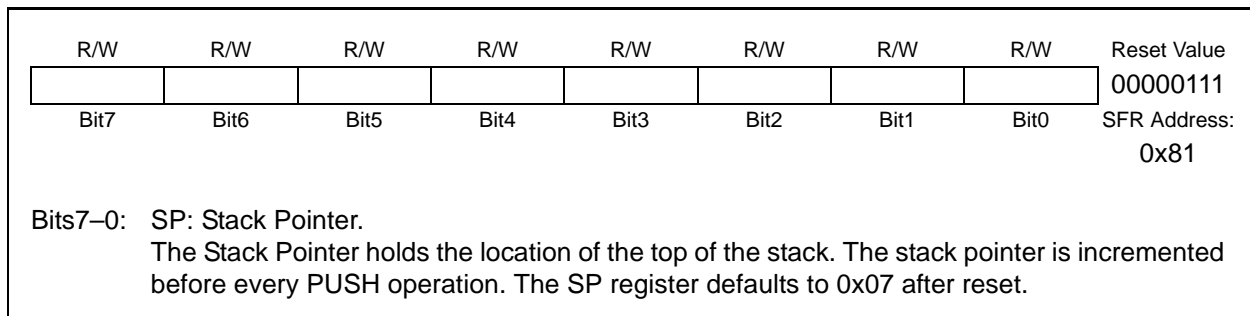 R/W R/W R/W R/W R/W R/W R/W R/W Reset Value
00000111
Bit7 Bit6 Bit5 Bit4 Bit3 Bit2 Bit1 Bit0 SFR Address:
0x81
Bits7–0: SP: Stack Pointer.
The Stack Pointer holds the location of the top of the stack. The stack pointer is incremented
before every PUSH operation. The SP register defaults to 0x07 after reset.